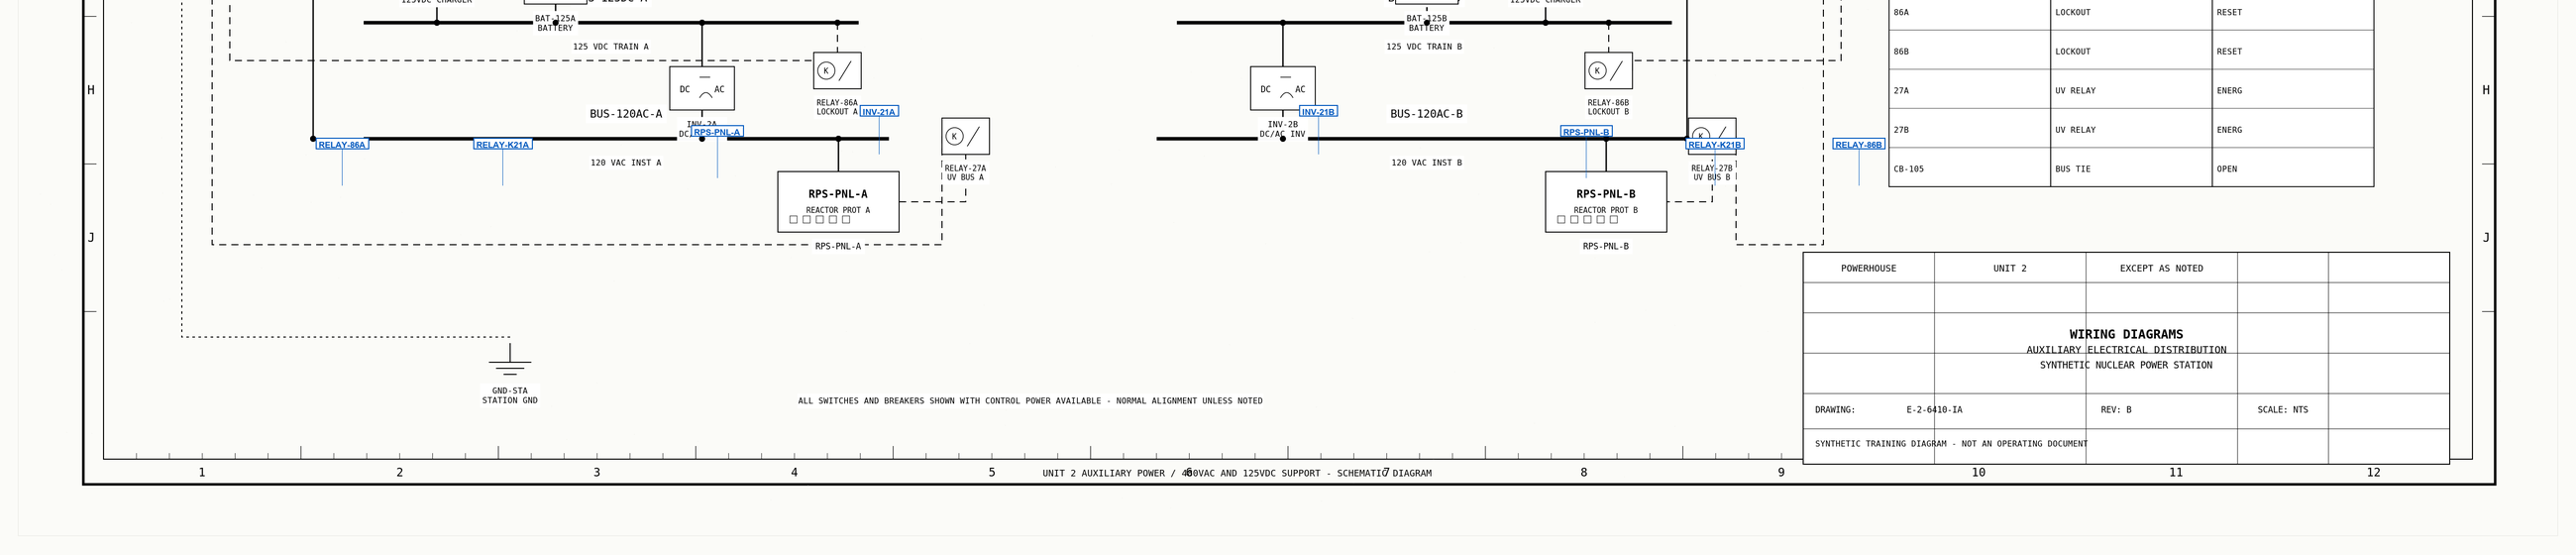 BAT-125A
BATTERY
125 VDC TRAIN A
BAT-125B
BATTERY
125 VDC TRAIN B
86A LOCKOUT RESET
86B LOCKOUT RESET
27A UV RELAY ENERG
27B UV RELAY ENERG
CB-105 BUS TIE OPEN
H
DC AC
K
RELAY-86A
LOCKOUT A
INV-21A
BUS-120AC-A
INV-2A
RPS-PNL-A
K
RELAY-86A
RELAY-K21A
120 VAC INST A
RELAY-27A
UV BUS A
RPS-PNL-A
REACTOR PROT A
RPS-PNL-A
DC AC
K
RELAY-86B
LOCKOUT B
INV-21B
BUS-120AC-B
INV-2B
DC/AC INV
RPS-PNL-B
K
RELAY-K21B
RELAY-86B
120 VAC INST B
RELAY-27B
UV BUS B
RPS-PNL-B
REACTOR PROT B
RPS-PNL-B
H
J
J
GND-STA
STATION GND
ALL SWITCHES AND BREAKERS SHOWN WITH CONTROL POWER AVAILABLE - NORMAL ALIGNMENT UNLESS NOTED
POWERHOUSE UNIT 2 EXCEPT AS NOTED
WIRING DIAGRAMS
AUXILIARY ELECTRICAL DISTRIBUTION
SYNTHETIC NUCLEAR POWER STATION
DRAWING: E-2-6410-IA REV: B SCALE: NTS
SYNTHETIC TRAINING DIAGRAM - NOT AN OPERATING DOCUMENT
1 2 3 4 5 6 7 8 9 10 11 12
UNIT 2 AUXILIARY POWER / 480VAC AND 125VDC SUPPORT - SCHEMATIC DIAGRAM